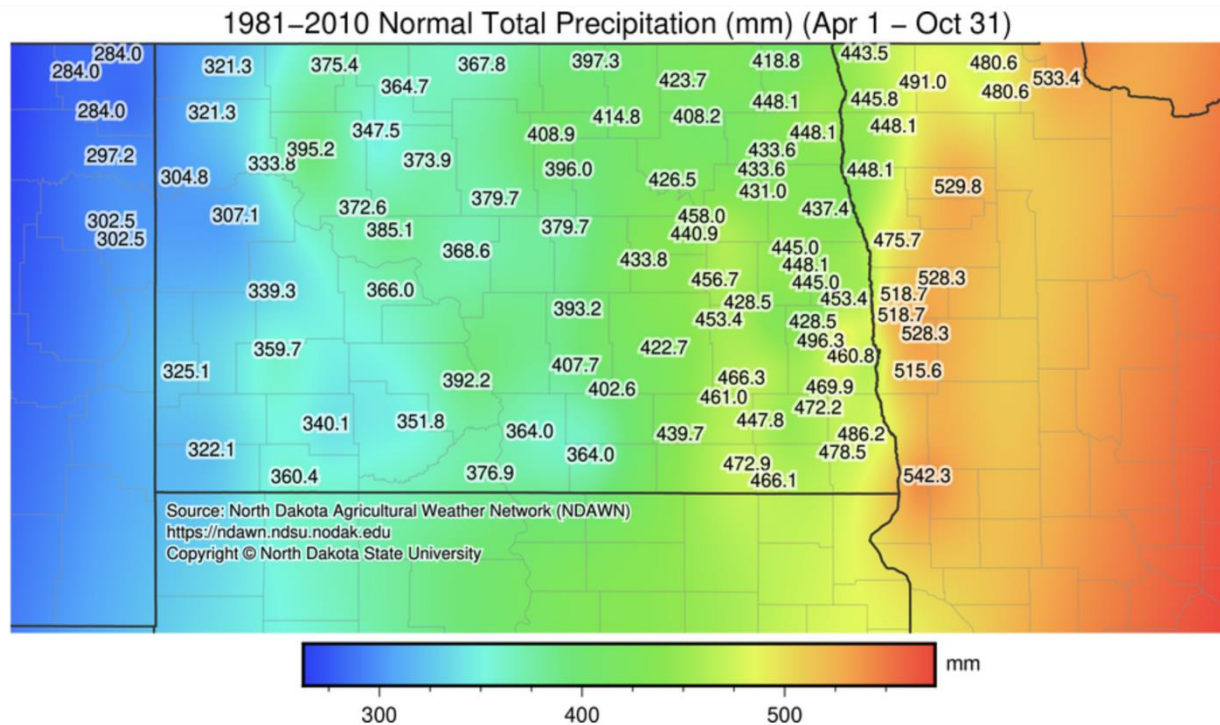 1981–2010 Normal Total Precipitation (mm) (Apr 1 – Oct 31)
284.0 321.3 375.4 367.8 397.3 418.8 443.5 480.6
284.0 364.7 423.7 491.0 480.6 533.4
284.0 321.3 347.5 408.9 414.8 408.2 448.1 445.8
297.2 333.8 395.2 373.9 396.0 433.6 448.1 448.1
304.8 426.5 433.6 448.1 529.8
307.1 372.6 379.7 431.0 437.4
302.5 385.1 379.7 458.0
302.5 368.6 440.9 445.0 475.7
433.8 448.1
339.3 366.0 456.7 445.0 528.3
393.2 428.5 453.4 518.7
453.4 428.5 518.7
359.7 422.7 496.3 528.3
325.1 407.7 460.8 515.6
392.2 402.6 466.3 469.9
461.0 472.2
340.1 351.8 364.0 439.7 447.8 486.2
322.1 364.0 478.5
360.4 376.9 472.9 542.3
466.1
Source: North Dakota Agricultural Weather Network (NDAWN)
https://ndawn.ndsu.nodak.edu
Copyright © North Dakota State University
mm
300 400 500